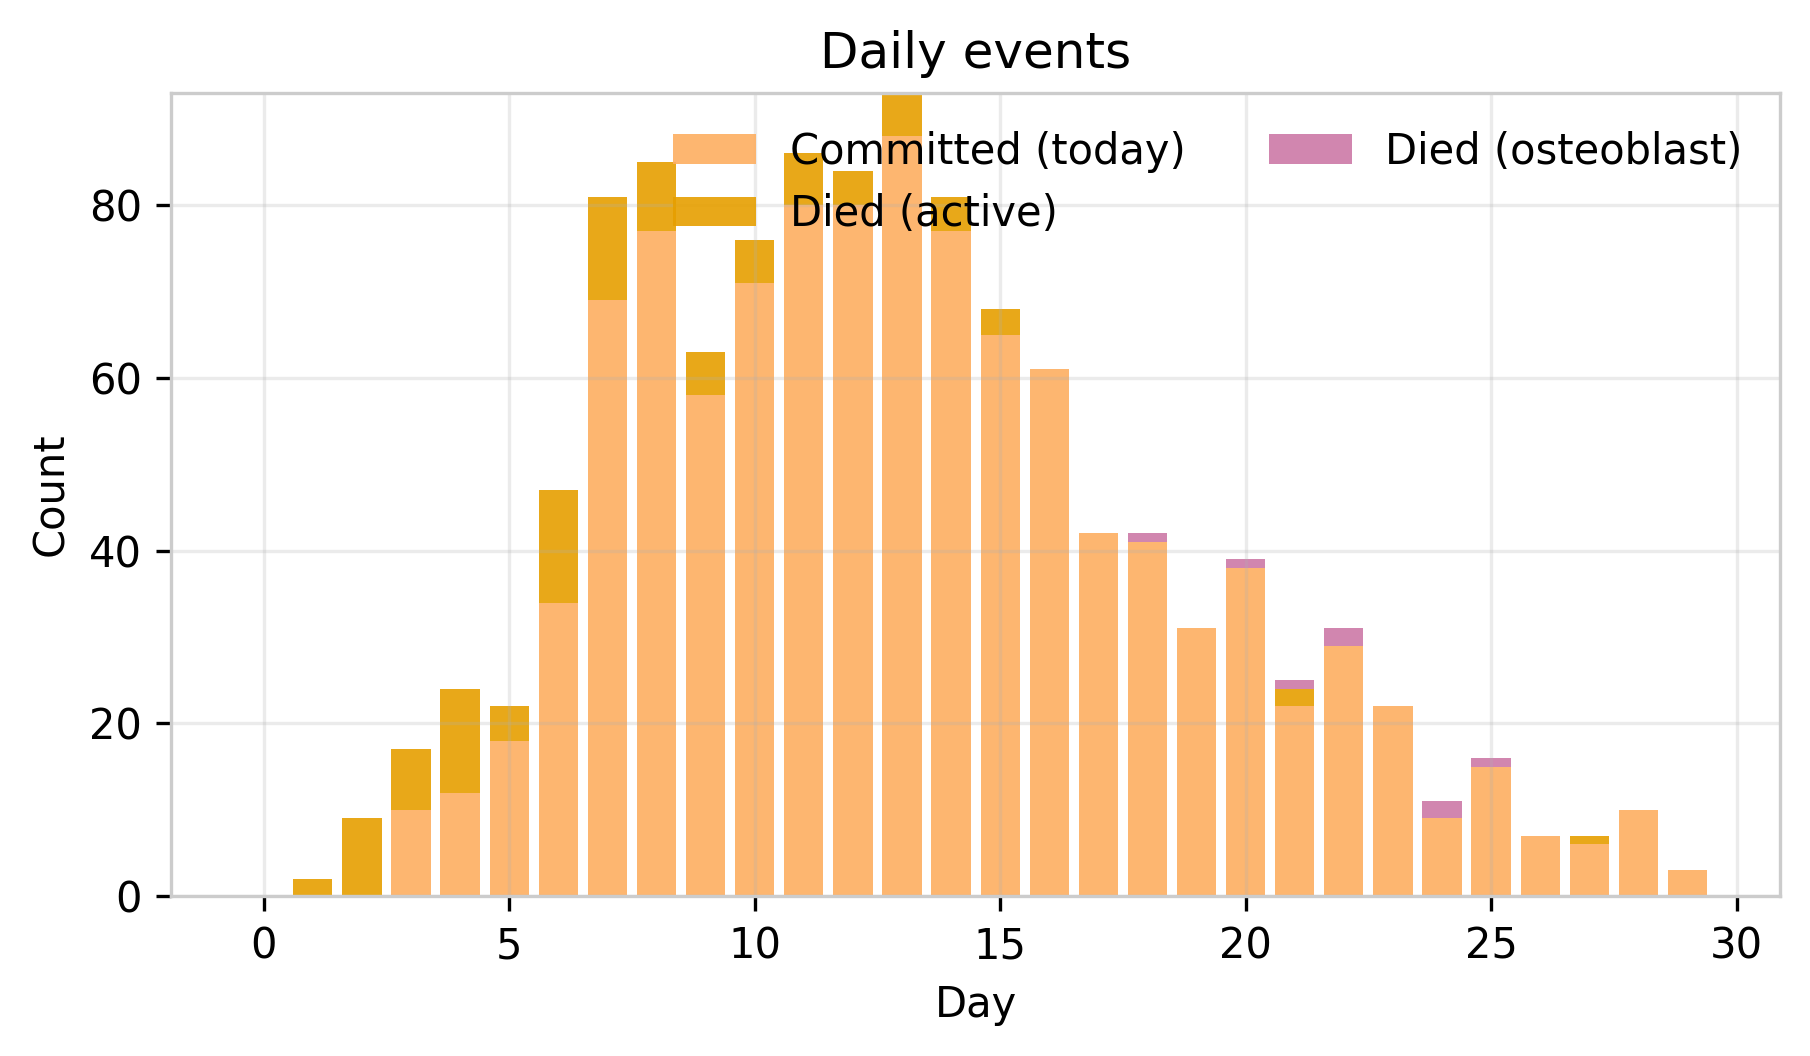 Daily events
Committed (today)
Died (active)
Died (osteoblast)
Count
80
60
40
20
0
0 5 10 15 20 25 30
Day